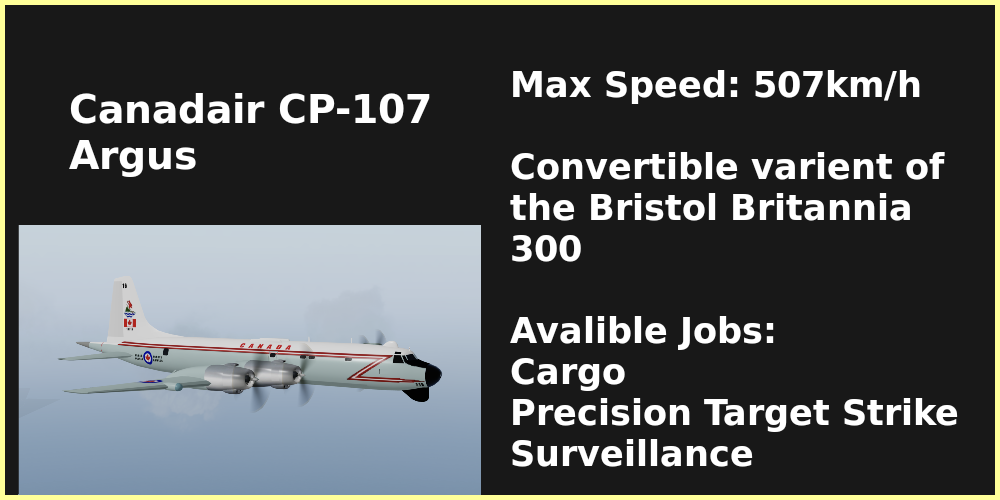 Canadair CP-107
Argus
Max Speed: 507km/h
Convertible varient of
the Bristol Britannia
300
Avalible Jobs:
Cargo
Precision Target Strike
Surveillance
CANADA